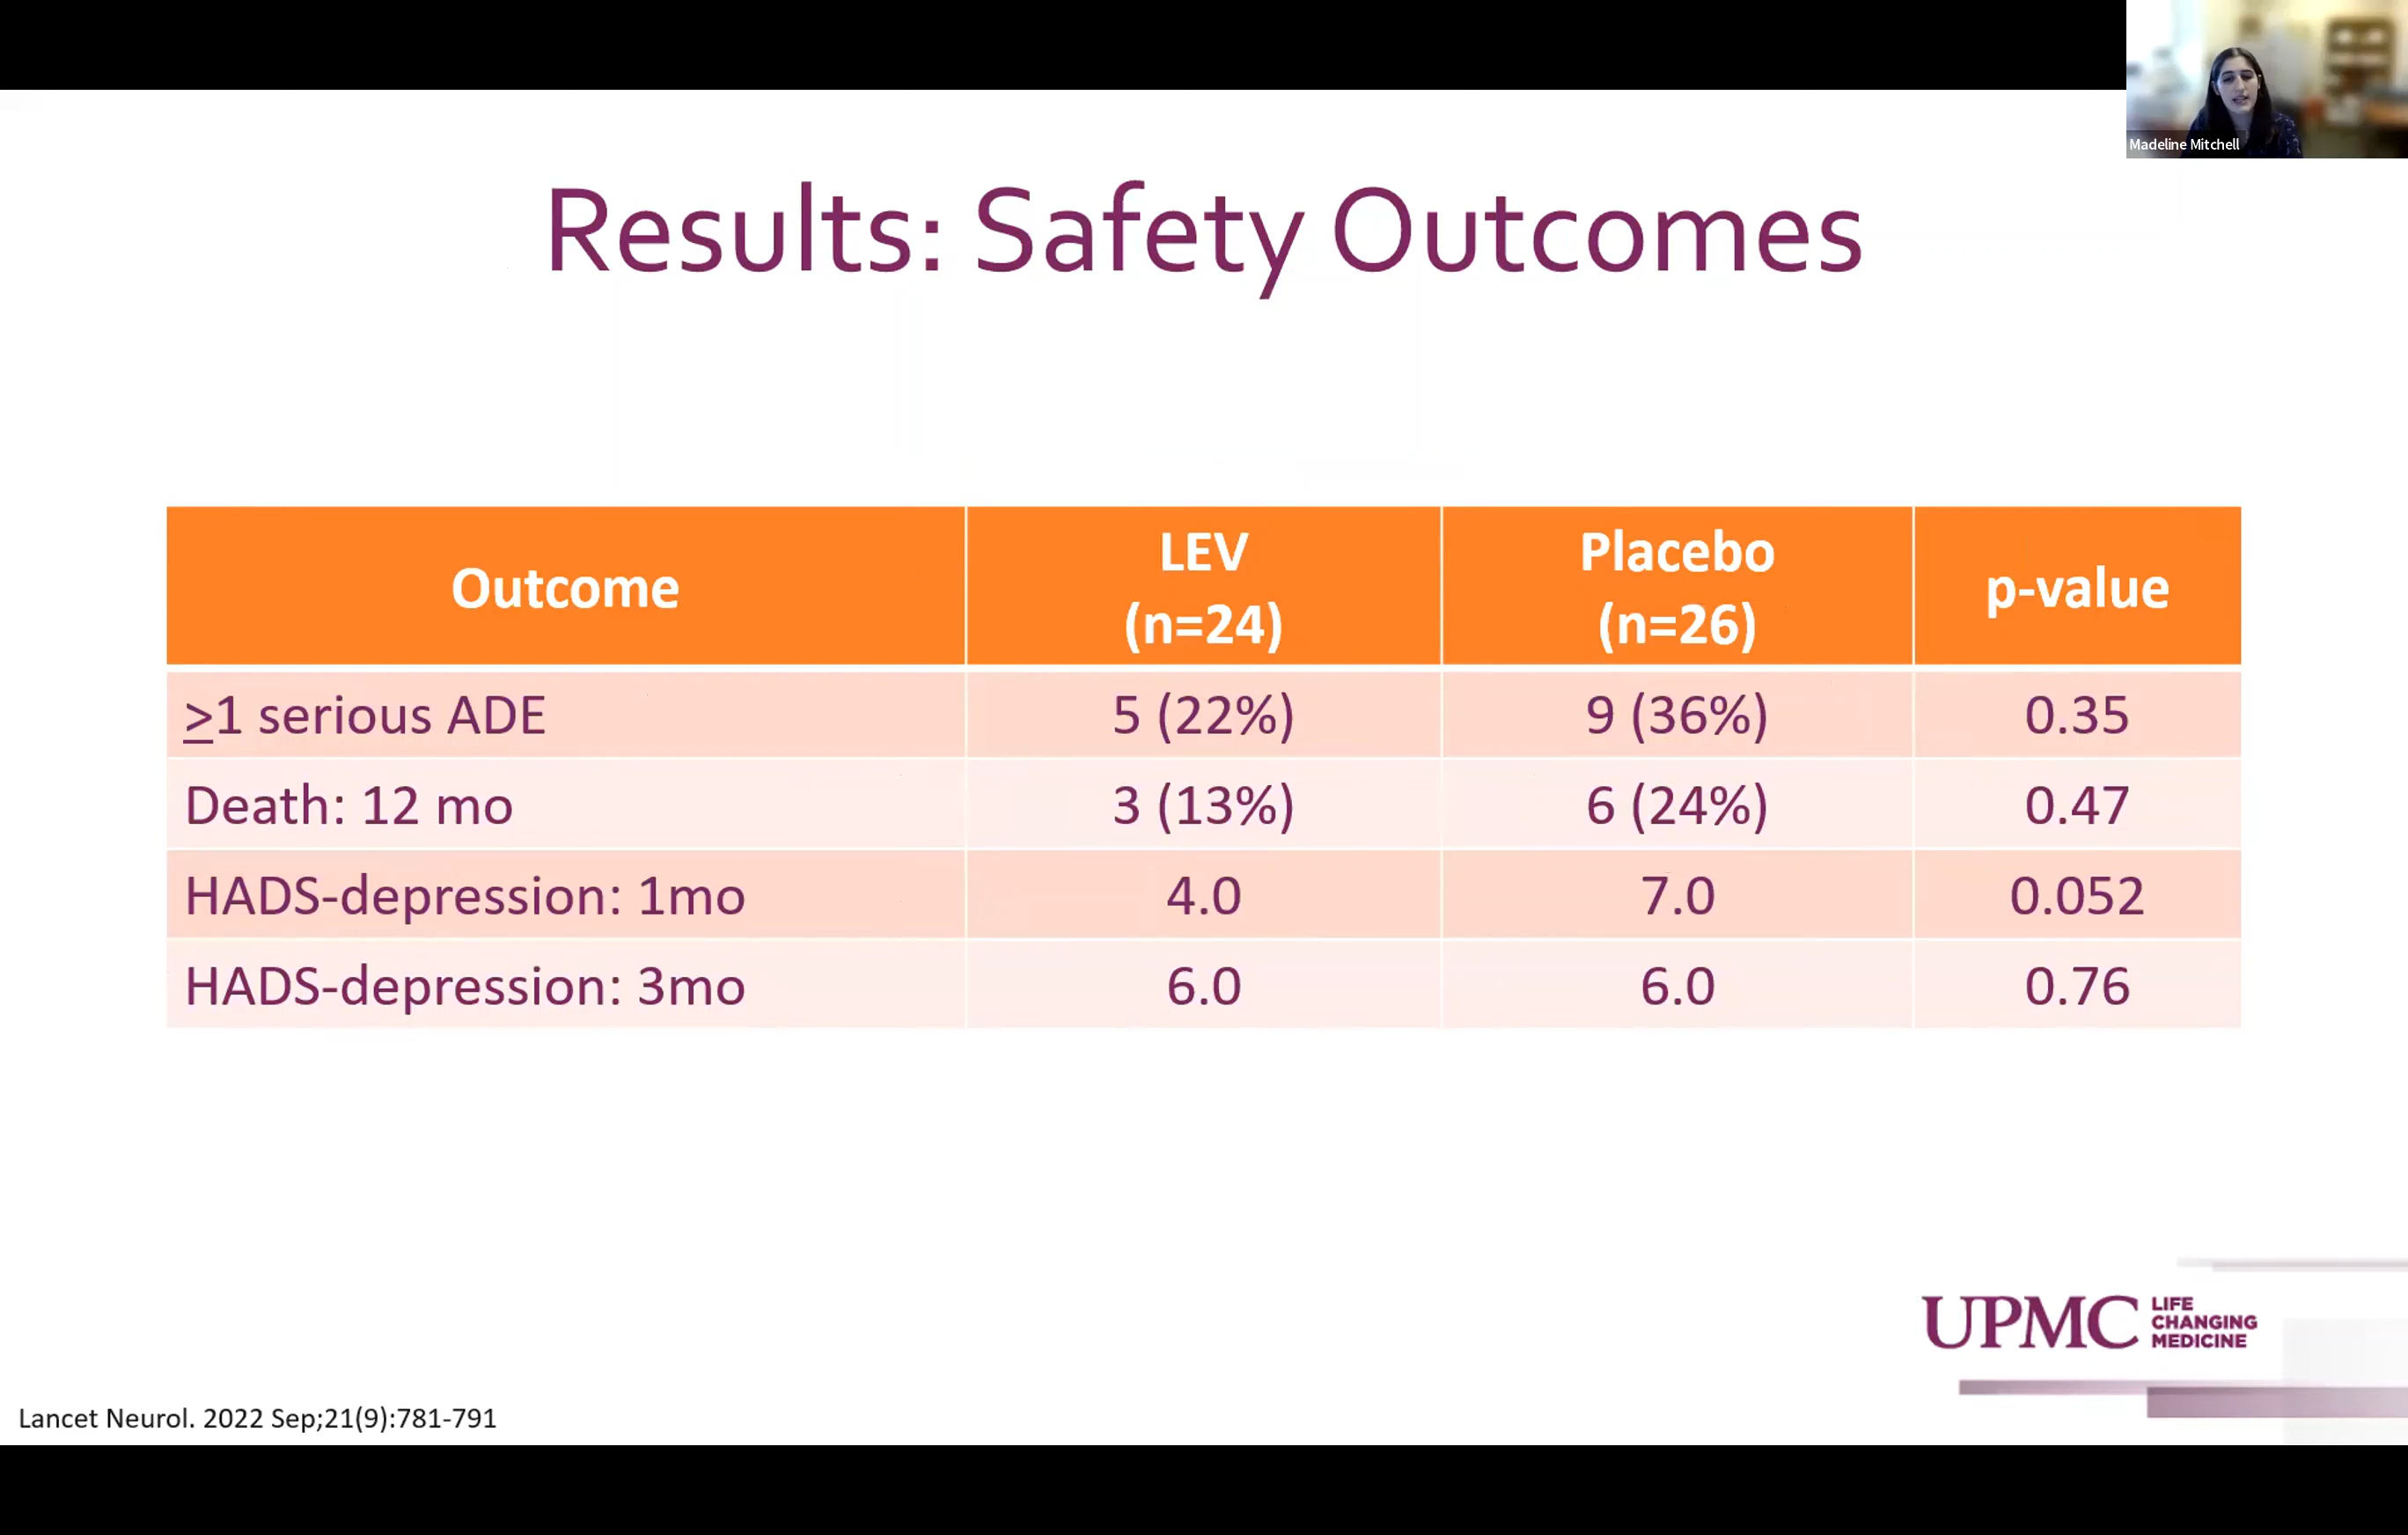 Madeline Mitchell
Results: Safety Outcomes
Outcome LEV (n=24) Placebo (n=26) p-value
≥1 serious ADE 5 (22%) 9 (36%) 0.35
Death: 12 mo 3 (13%) 6 (24%) 0.47
HADS-depression: 1mo 4.0 7.0 0.052
HADS-depression: 3mo 6.0 6.0 0.76
UPMC LIFE
CHANGING
MEDICINE
Lancet Neurol. 2022 Sep;21(9):781-791